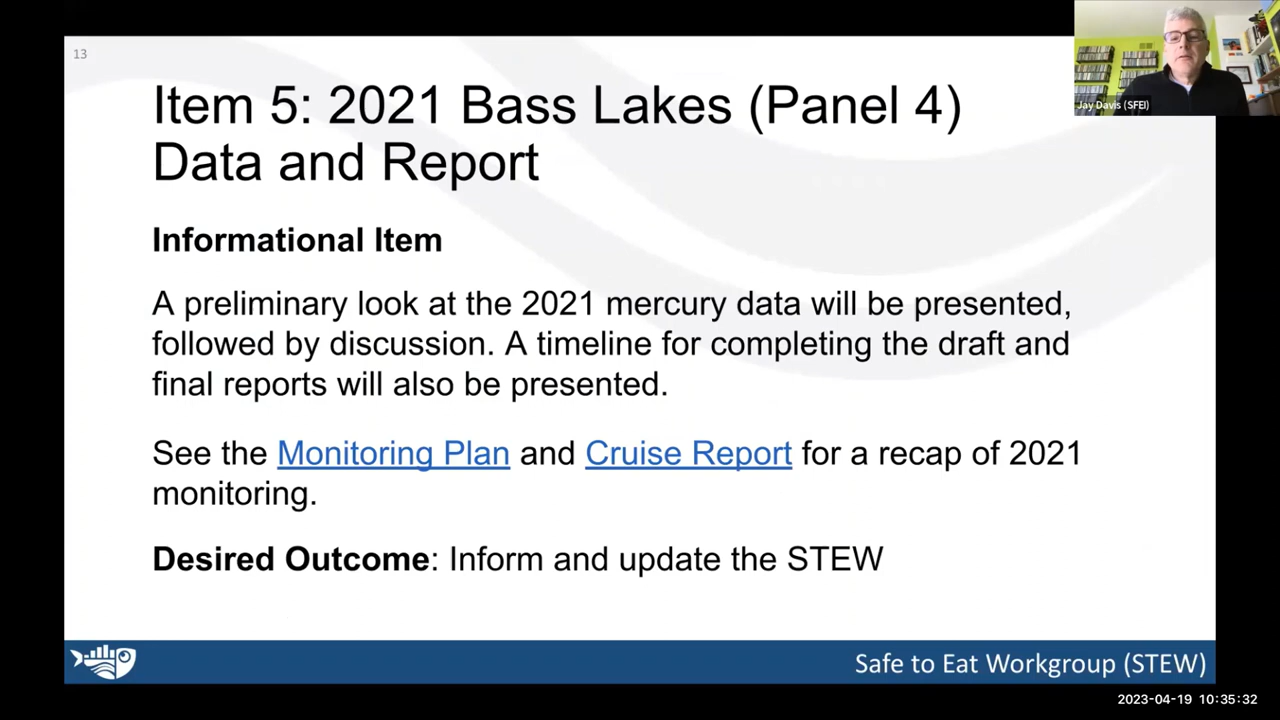 13
Jay Davis (SFEI)
Item 5: 2021 Bass Lakes (Panel 4)
Data and Report
Informational Item
A preliminary look at the 2021 mercury data will be presented,
followed by discussion. A timeline for completing the draft and
final reports will also be presented.
See the Monitoring Plan and Cruise Report for a recap of 2021
monitoring.
Desired Outcome: Inform and update the STEW
Safe to Eat Workgroup (STEW)
2023-04-19 10:35:32